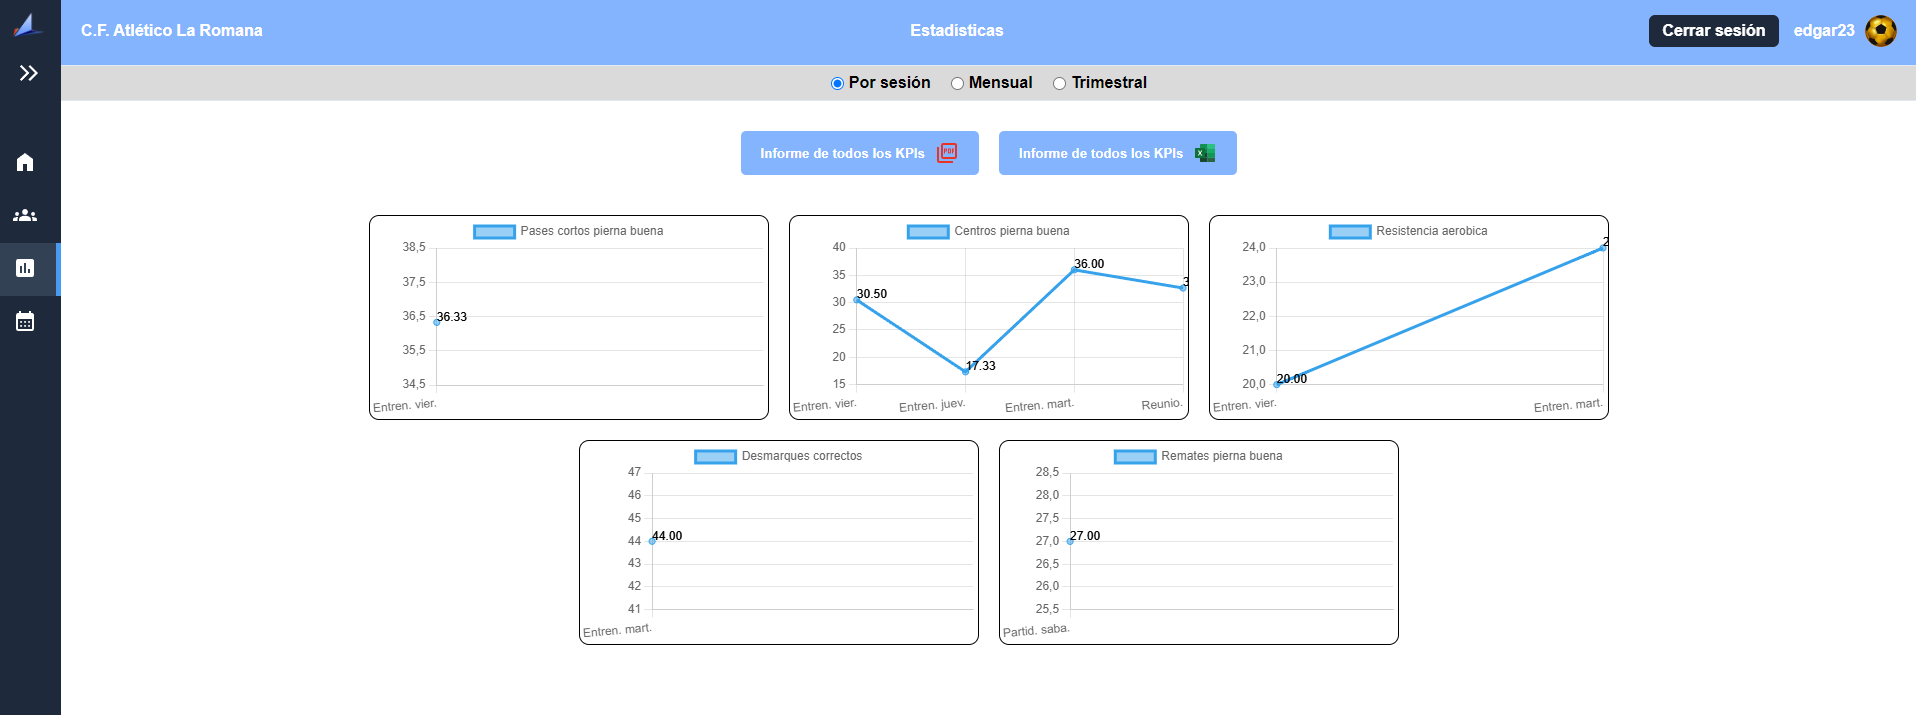 C.F. Atlético La Romana
Estadísticas
Cerrar sesión
edgar23
Por sesión
Mensual
Trimestral
Informe de todos los KPIs
PDF
Informe de todos los KPIs
Pases cortos pierna buena
38,5
37,5
36,5
35,5
34,5
36.33
Entren. vier.
Centros pierna buena
40
35
30
25
20
15
30.50
17.33
36.00
3
Entren. vier.
Entren. juev.
Entren. mart.
Reunio.
Resistencia aerobica
24,0
23,0
22,0
21,0
20,0
20.00
2
Entren. vier.
Entren. mart.
Desmarques correctos
47
46
45
44
43
42
41
44.00
Entren. mart.
Remates pierna buena
28,5
28,0
27,5
27,0
26,5
26,0
25,5
27.00
Partid. saba.